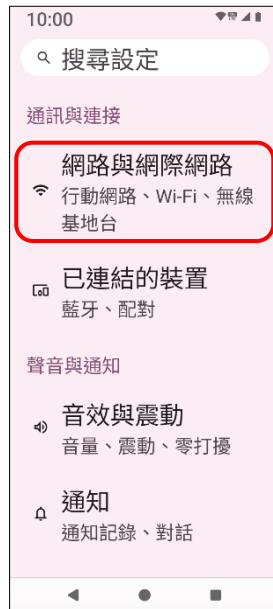 10:00
搜尋設定
通訊與連接
網路與網際網路
行動網路、Wi-Fi、無線
基地台
已連結的裝置
藍牙、配對
聲音與通知
音效與震動
音量、震動、零打擾
通知
通知記錄、對話